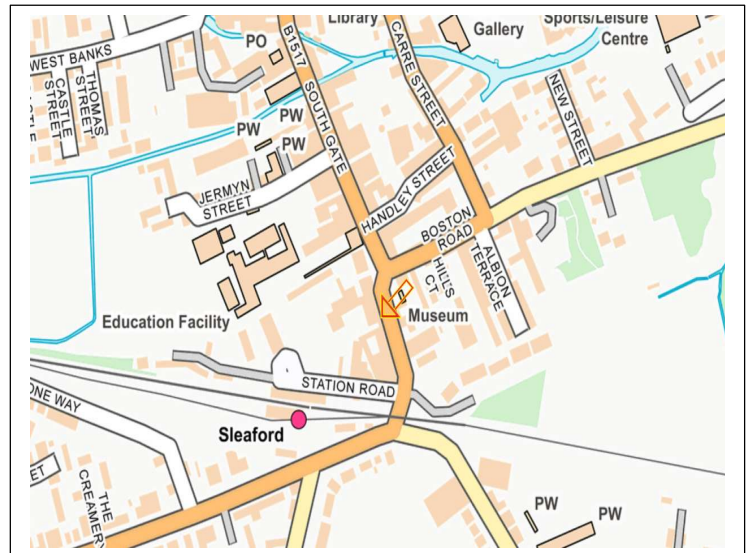 Library
Sports/Leisure
Centre
Gallery
PO
B1517
CARRE STREET
WEST BANKS
THOMAS
STREET
CASTLE
STREET
SOUTH GATE
NEW STREET
PW
PW
PW
JERMYN
STREET
HANDLEY STREET
BOSTON
ROAD
HILL'S
CT
ALBION
TERRACE
Education Facility
Museum
STATION ROAD
ONE WAY
Sleaford
THE
CREAMERY
PW
PW